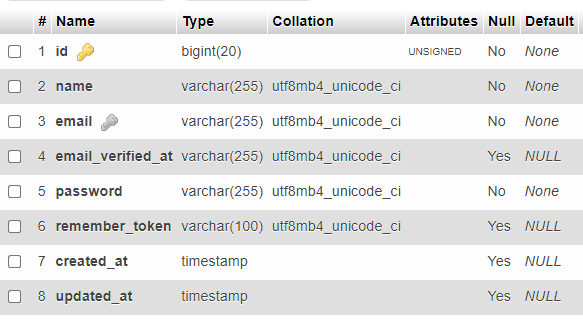 # Name Type Collation Attributes Null Default
1 id bigint(20) UNSIGNED No None
2 name varchar(255) utf8mb4_unicode_ci No None
3 email varchar(255) utf8mb4_unicode_ci No None
4 email_verified_at varchar(255) utf8mb4_unicode_ci Yes NULL
5 password varchar(255) utf8mb4_unicode_ci No None
6 remember_token varchar(100) utf8mb4_unicode_ci Yes NULL
7 created_at timestamp Yes NULL
8 updated_at timestamp Yes NULL